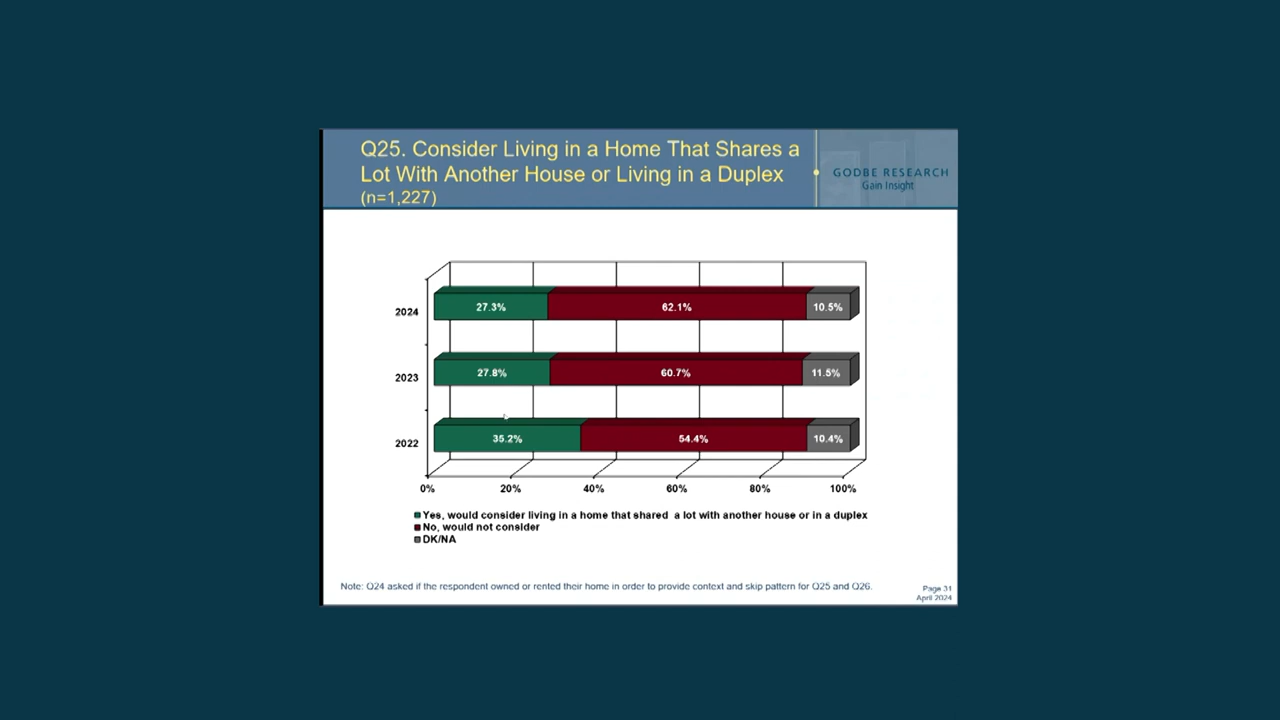 Q25. Consider Living in a Home That Shares a
Lot With Another House or Living in a Duplex
(n=1,227)
GODBE RESEARCH
Gain Insight
2024
27.3%
62.1%
10.5%
2023
27.8%
60.7%
11.5%
2022
35.2%
54.4%
10.4%
0%
20%
40%
60%
80%
100%
Yes, would consider living in a home that shared a lot with another house or in a duplex
No, would not consider
DK/NA
Note: Q24 asked if the respondent owned or rented their home in order to provide context and skip pattern for Q25 and Q26.
Page 31
April 2024